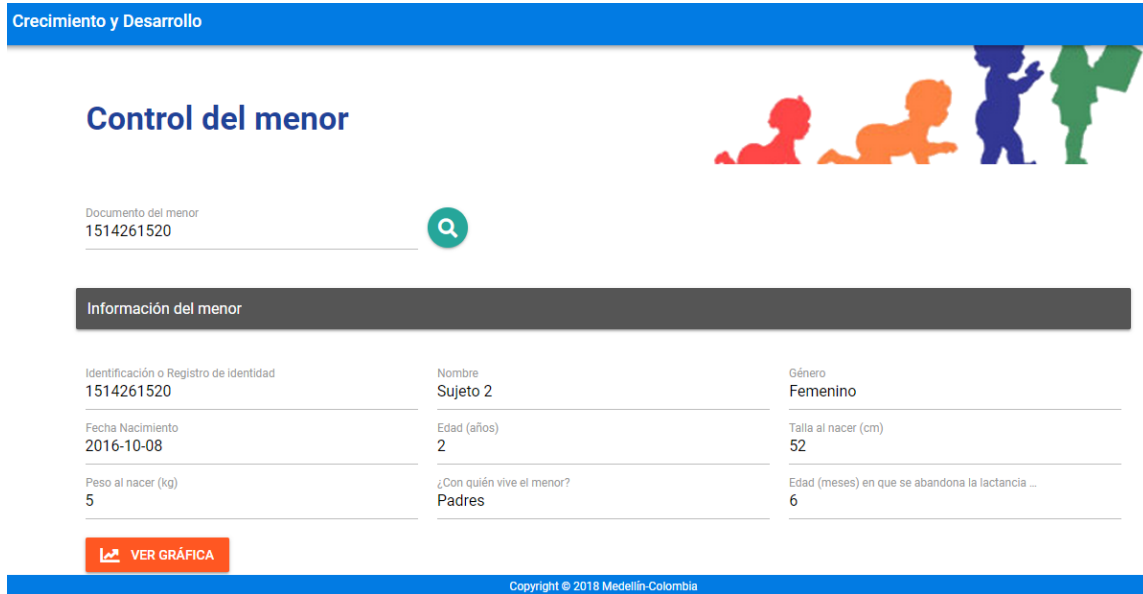 Crecimiento y Desarrollo
Control del menor
Documento del menor
1514261520
Información del menor
Identificación o Registro de identidad
1514261520
Nombre
Sujeto 2
Género
Femenino
Fecha Nacimiento
2016-10-08
Edad (años)
2
Talla al nacer (cm)
52
Peso al nacer (kg)
5
¿Con quién vive el menor?
Padres
Edad (meses) en que se abandona la lactancia ...
6
VER GRÁFICA
Copyright © 2018 Medellín-Colombia